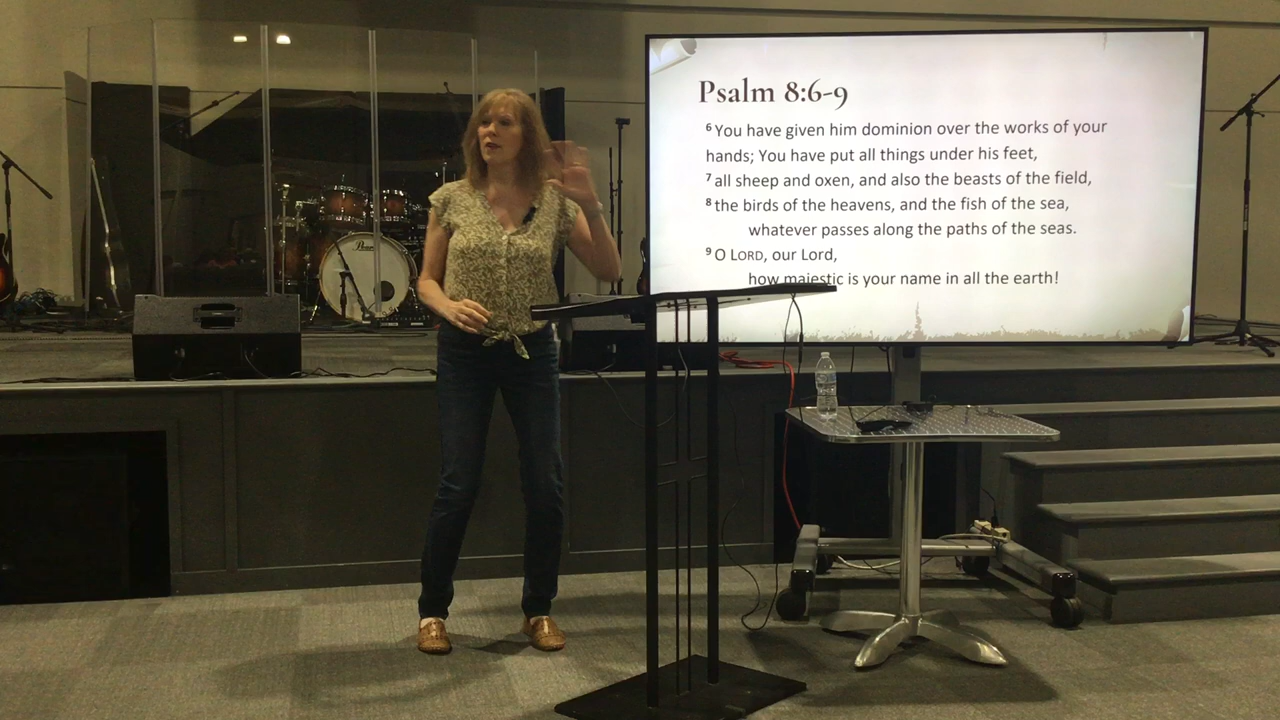 Psalm 8:6-9
⁶ You have given him dominion over the works of your
hands; You have put all things under his feet,
⁷ all sheep and oxen, and also the beasts of the field,
⁸ the birds of the heavens, and the fish of the sea,
whatever passes along the paths of the seas.
⁹ O LORD, our Lord,
how majestic is your name in all the earth!
Pearl